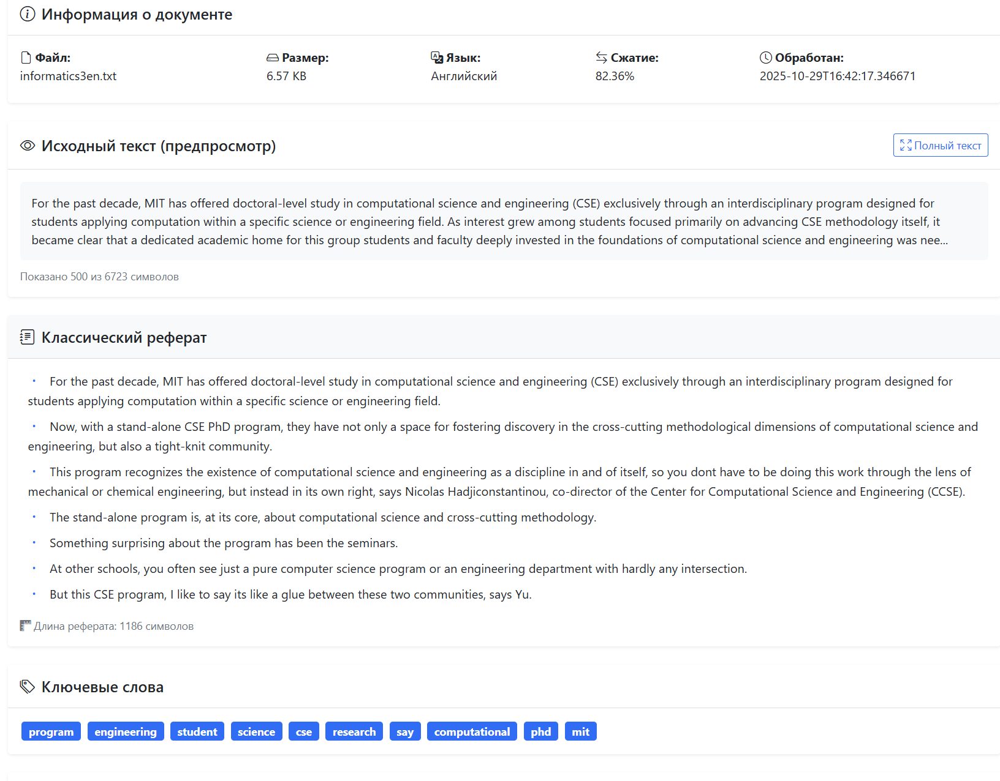 Информация о документе
Файл:
informatics3en.txt
Размер:
6.57 KB
Язык:
Английский
Сжатие:
82.36%
Обработан:
2025-10-29T16:42:17.346671
Исходный текст (предпросмотр)
Полный текст
For the past decade, MIT has offered doctoral-level study in computational science and engineering (CSE) exclusively through an interdisciplinary program designed for
students applying computation within a specific science or engineering field. As interest grew among students focused primarily on advancing CSE methodology itself, it
became clear that a dedicated academic home for this group students and faculty deeply invested in the foundations of computational science and engineering was nee...
Показано 500 из 6723 символов
Классический реферат
• For the past decade, MIT has offered doctoral-level study in computational science and engineering (CSE) exclusively through an interdisciplinary program designed for
students applying computation within a specific science or engineering field.
• Now, with a stand-alone CSE PhD program, they have not only a space for fostering discovery in the cross-cutting methodological dimensions of computational science and
engineering, but also a tight-knit community.
• This program recognizes the existence of computational science and engineering as a discipline in and of itself, so you dont have to be doing this work through the lens of
mechanical or chemical engineering, but instead in its own right, says Nicolas Hadjiconstantinou, co-director of the Center for Computational Science and Engineering (CCSE).
• The stand-alone program is, at its core, about computational science and cross-cutting methodology.
• Something surprising about the program has been the seminars.
• At other schools, you often see just a pure computer science program or an engineering department with hardly any intersection.
• But this CSE program, I like to say its like a glue between these two communities, says Yu.
Длина реферата: 1186 символов
Ключевые слова
program engineering student science cse research say computational phd mit